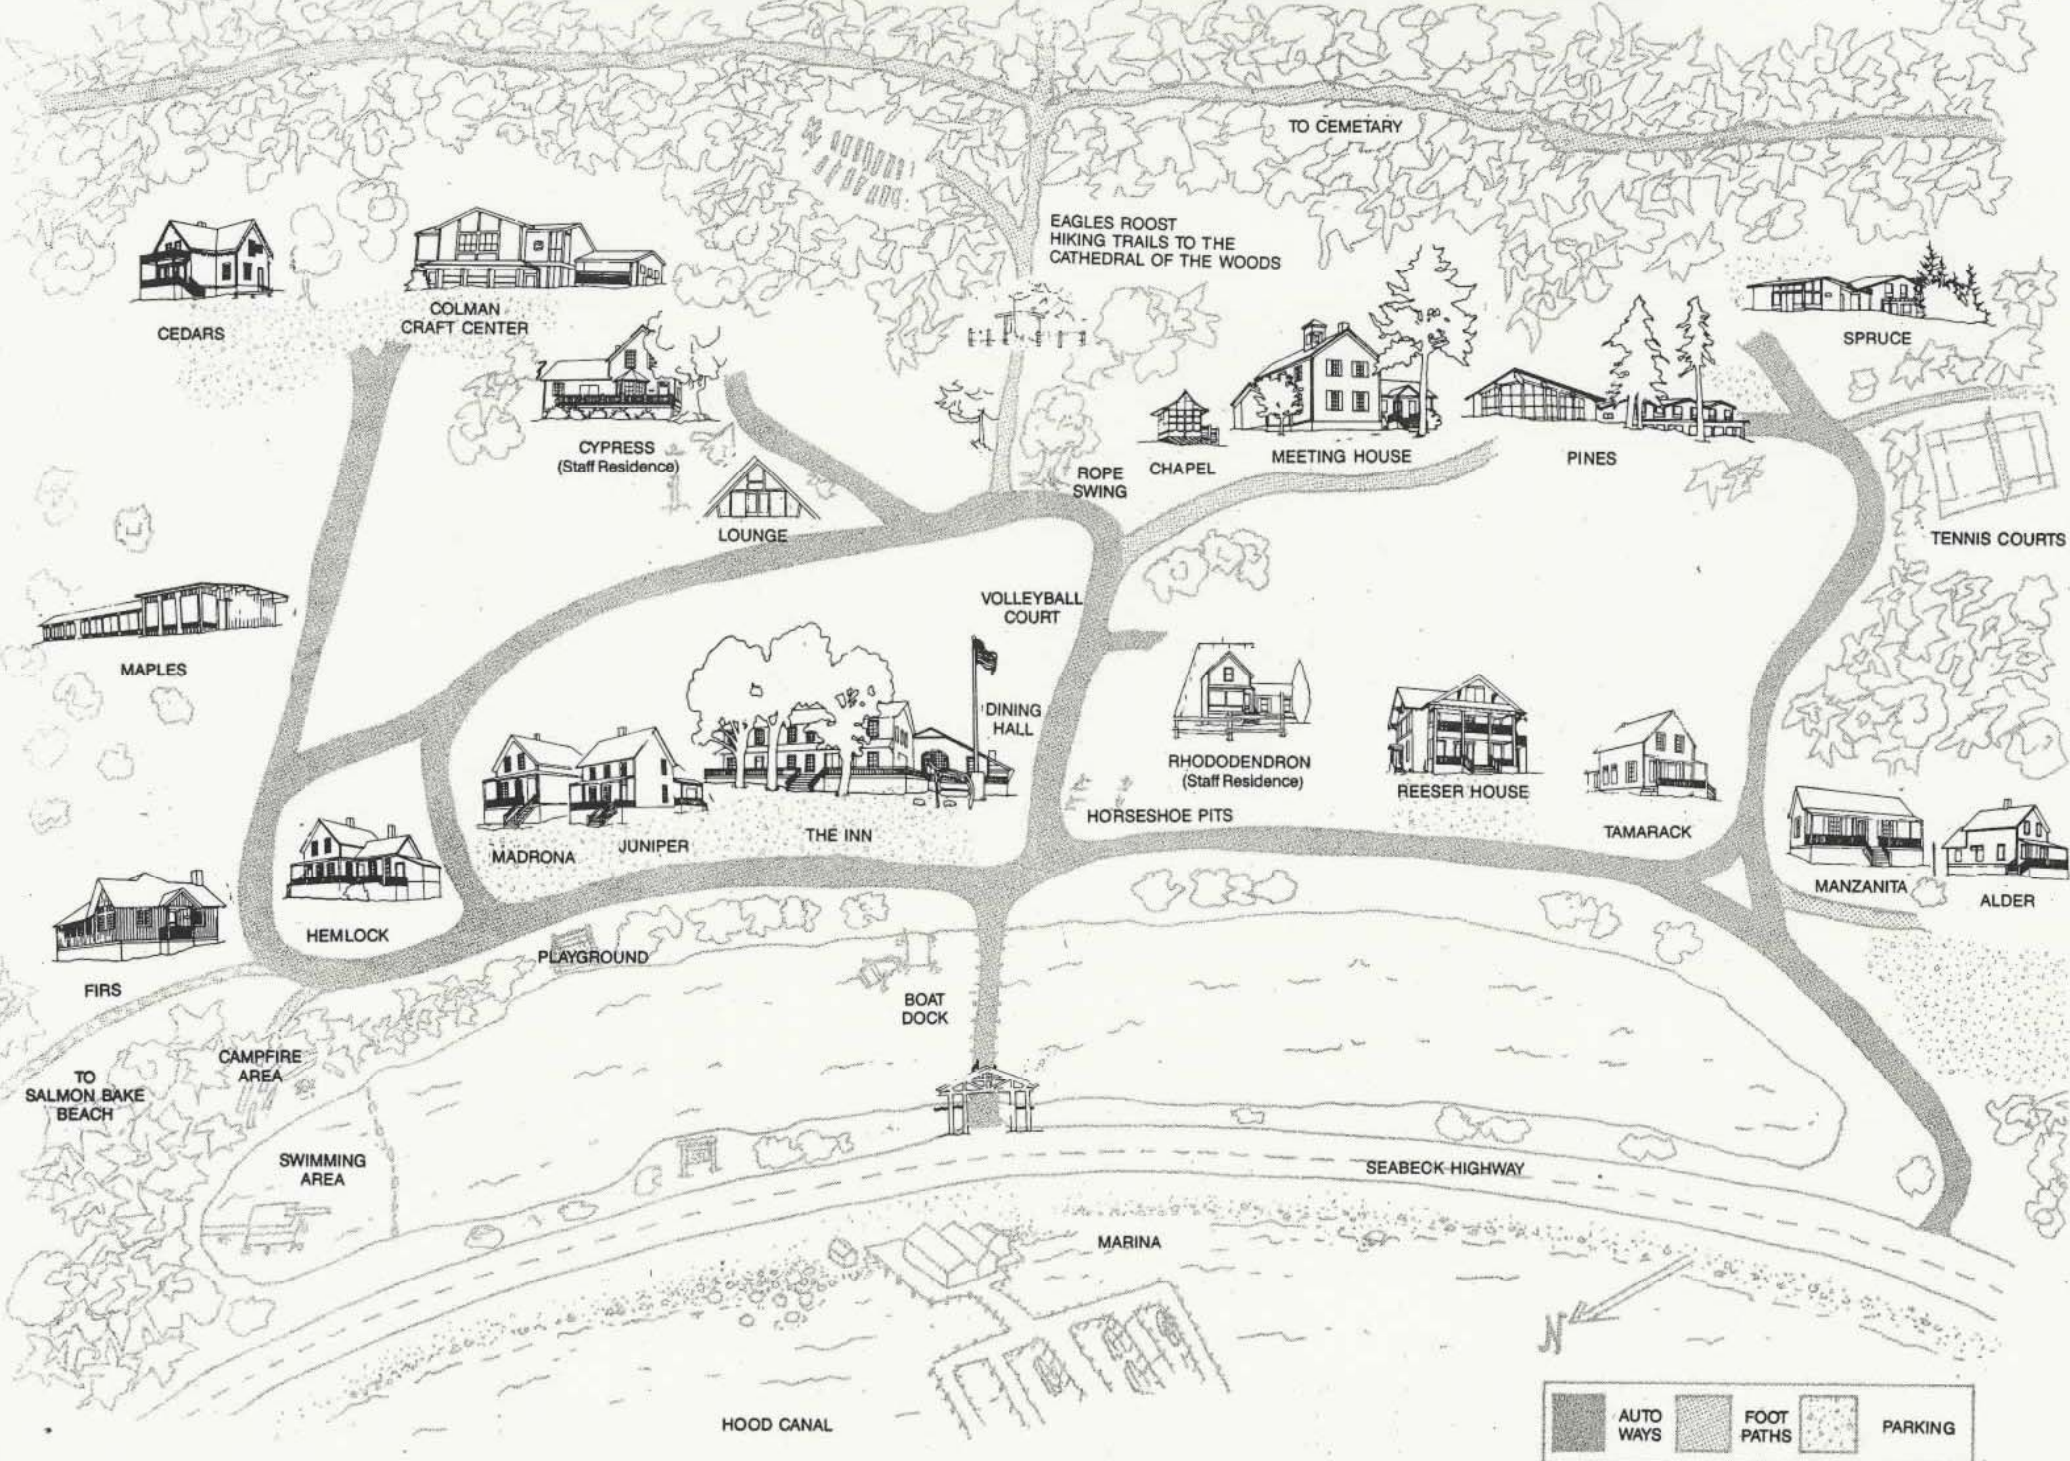 TO CEMETARY
EAGLES ROOST
HIKING TRAILS TO THE
CATHEDRAL OF THE WOODS
CEDARS
COLMAN
CRAFT CENTER
SPRUCE
CYPRESS
(Staff Residence)
ROPE
SWING
CHAPEL
MEETING HOUSE
PINES
LOUNGE
TENNIS COURTS
MAPLES
VOLLEYBALL
COURT
DINING
HALL
RHODODENDRON
(Staff Residence)
REESER HOUSE
HORSESHOE PITS
TAMARACK
MADRONA
JUNIPER
THE INN
MANZANITA
ALDER
HEMLOCK
FIRS
PLAYGROUND
BOAT
DOCK
CAMPFIRE
AREA
TO
SALMON BAKE
BEACH
SWIMMING
AREA
SEABECK HIGHWAY
MARINA
N
HOOD CANAL
AUTO
WAYS
FOOT
PATHS
PARKING